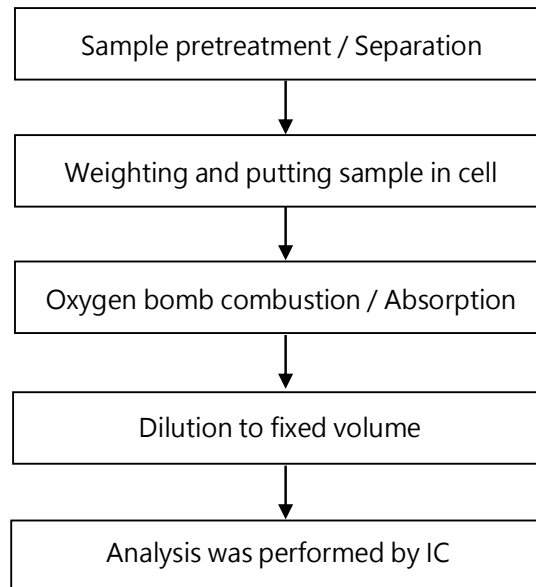 Sample pretreatment / Separation
Weighting and putting sample in cell
Oxygen bomb combustion / Absorption
Dilution to fixed volume
Analysis was performed by IC